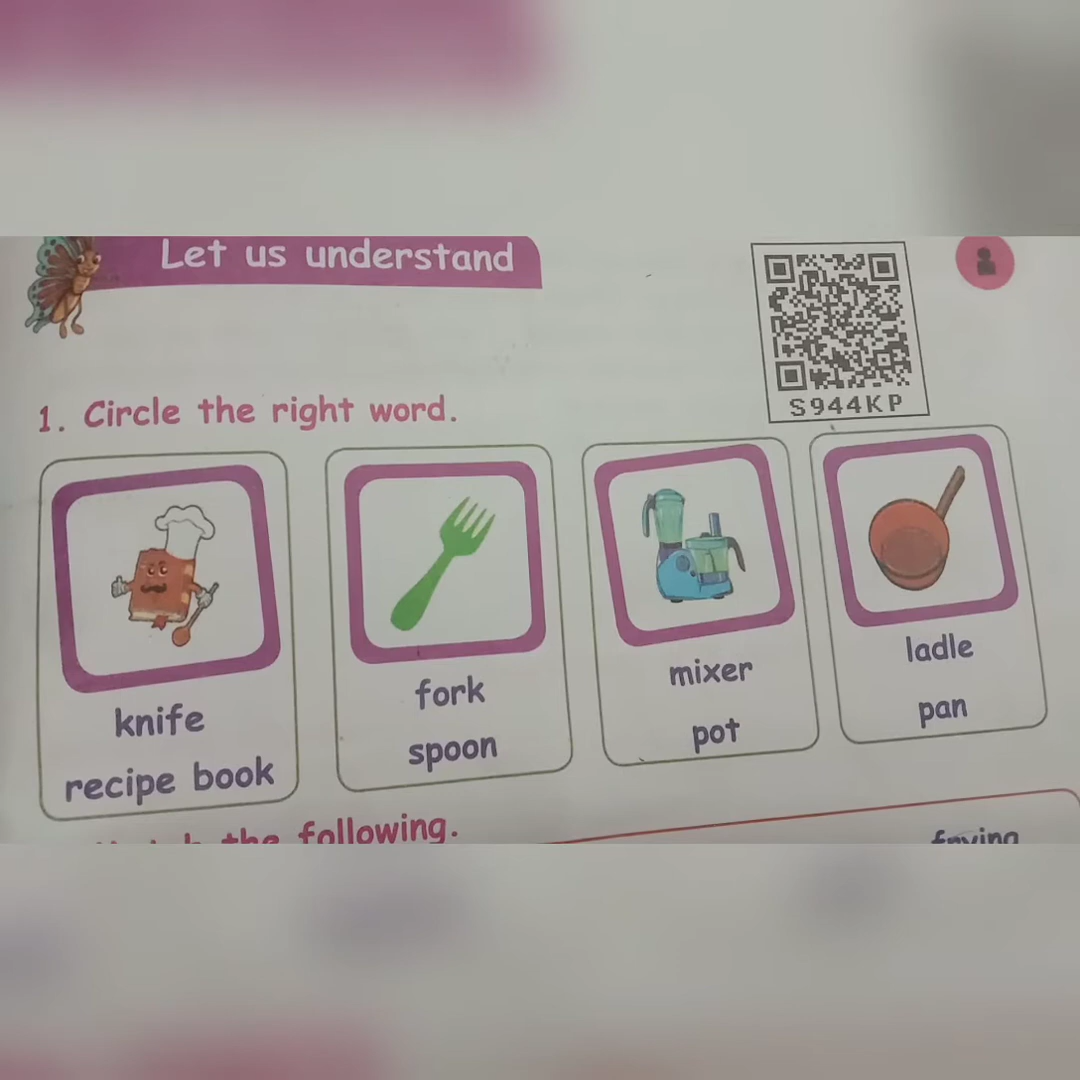 Let us understand
S944KP
1. Circle the right word.
knife
recipe book
fork
spoon
mixer
pot
ladle
pan
the following.
frying